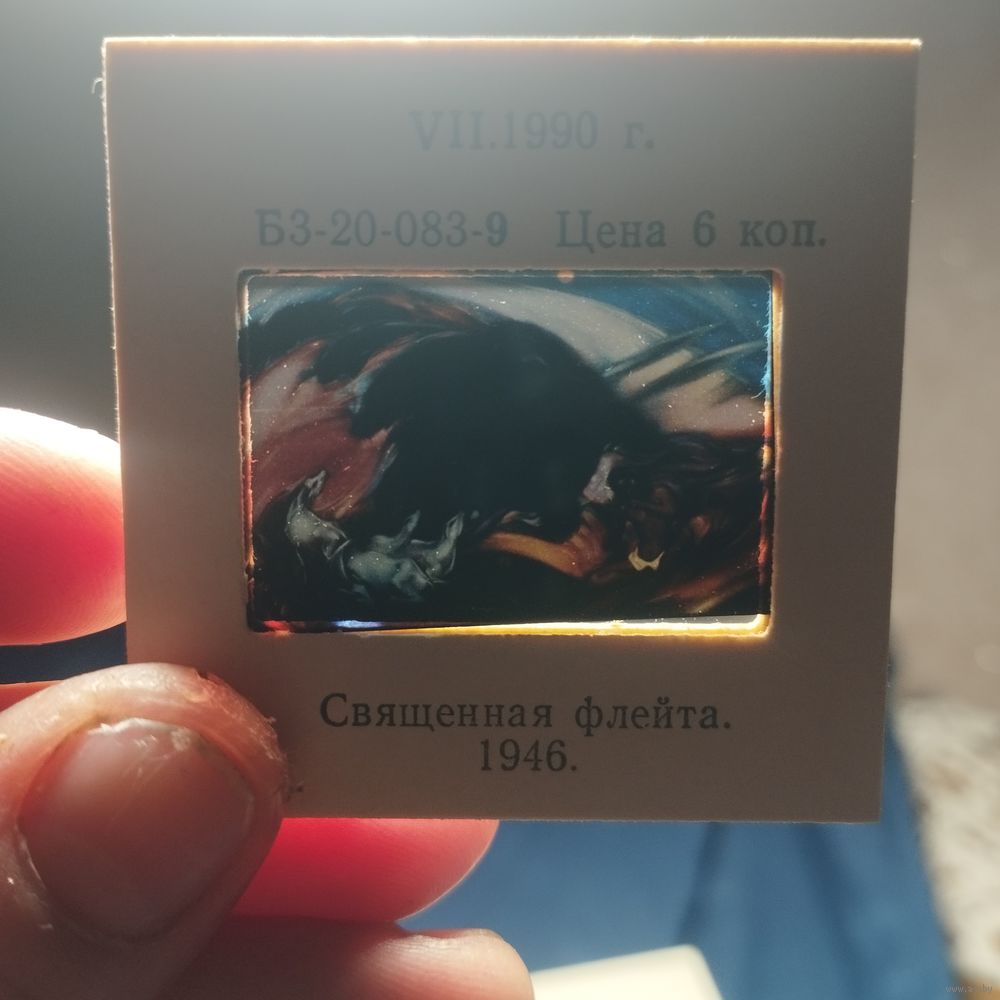 VII.1990 г.
БЗ-20-083-9 Цена 6 коп.
Священная флейта.
1946.